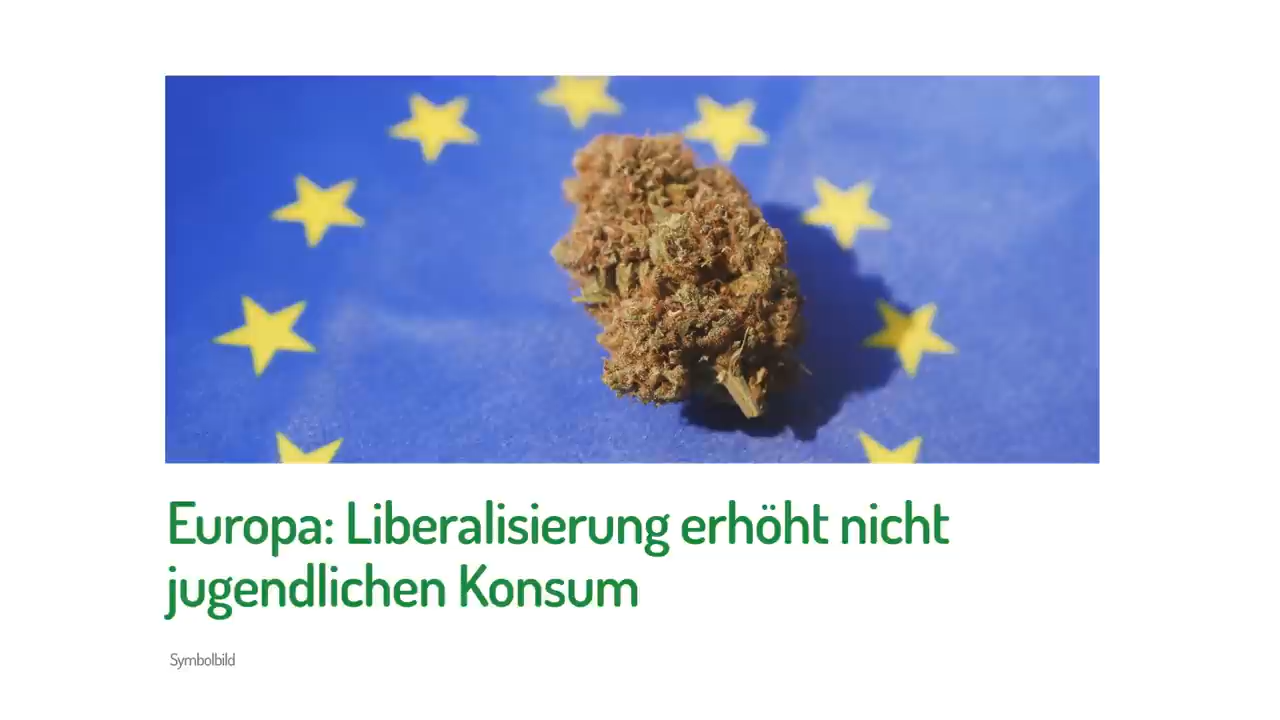 Europa: Liberalisierung erhöht nicht
jugendlichen Konsum
Symbolbild